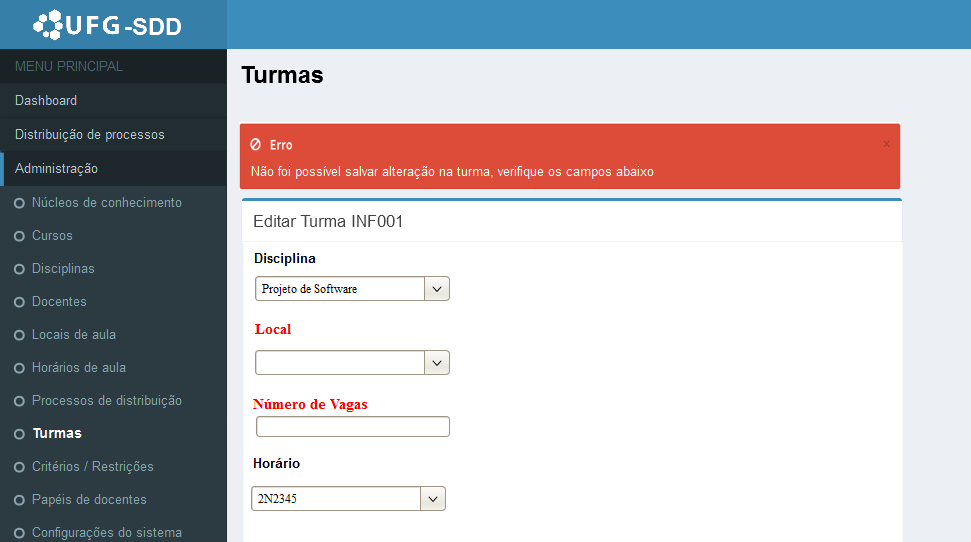 UFG-SDD
MENU PRINCIPAL
Dashboard
Distribuição de processos
Administração
Núcleos de conhecimento
Cursos
Disciplinas
Docentes
Locais de aula
Horários de aula
Processos de distribuição
Turmas
Critérios / Restrições
Papéis de docentes
Configurações do sistema
Turmas
Erro
x
Não foi possível salvar alteração na turma, verifique os campos abaixo
Editar Turma INF001
Disciplina
Projeto de Software
Local
Número de Vagas
Horário
2N2345